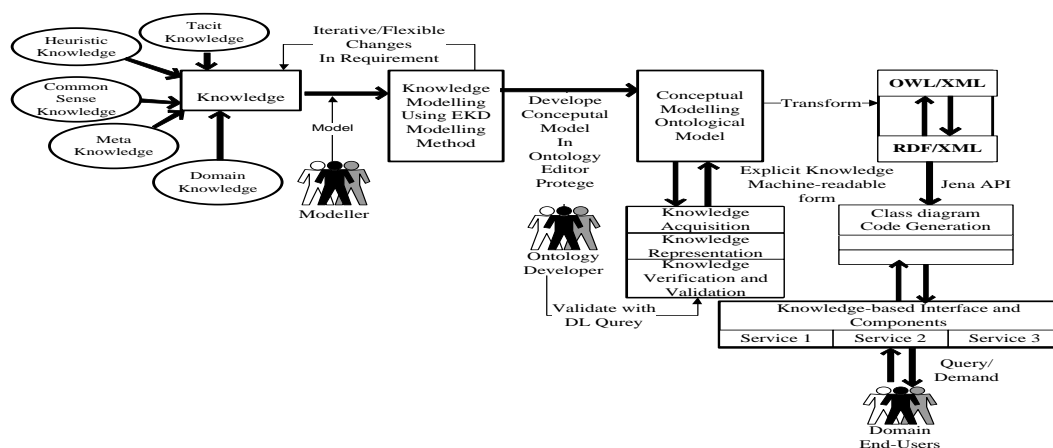 Tacit
Knowledge
Heuristic
Knowledge
Common
Sense Knowledge
Meta
Knowledge
Domain
Knowledge
Knowledge
Iterative/Flexible
Changes
In Requirement
Model
Modeller
Knowledge
Modelling
Using EKD
Modelling
Method
Develope
Conceputal
Model
In
Ontology
Editor
Protege
Ontology
Developer
Validate with
DL Qurey
Conceptual
Modelling
Ontological
Model
Knowledge
Acquisition
Knowledge
Representation
Knowledge
Verification and
Validation
Transform
Explicit Knowledge
Machine-readable
form
OWL/XML
RDF/XML
Jena API
Class diagram
Code Generation
Knowledge-based Interface and
Components
Service 1
Service 2
Service 3
Query/
Demand
Domain
End-Users